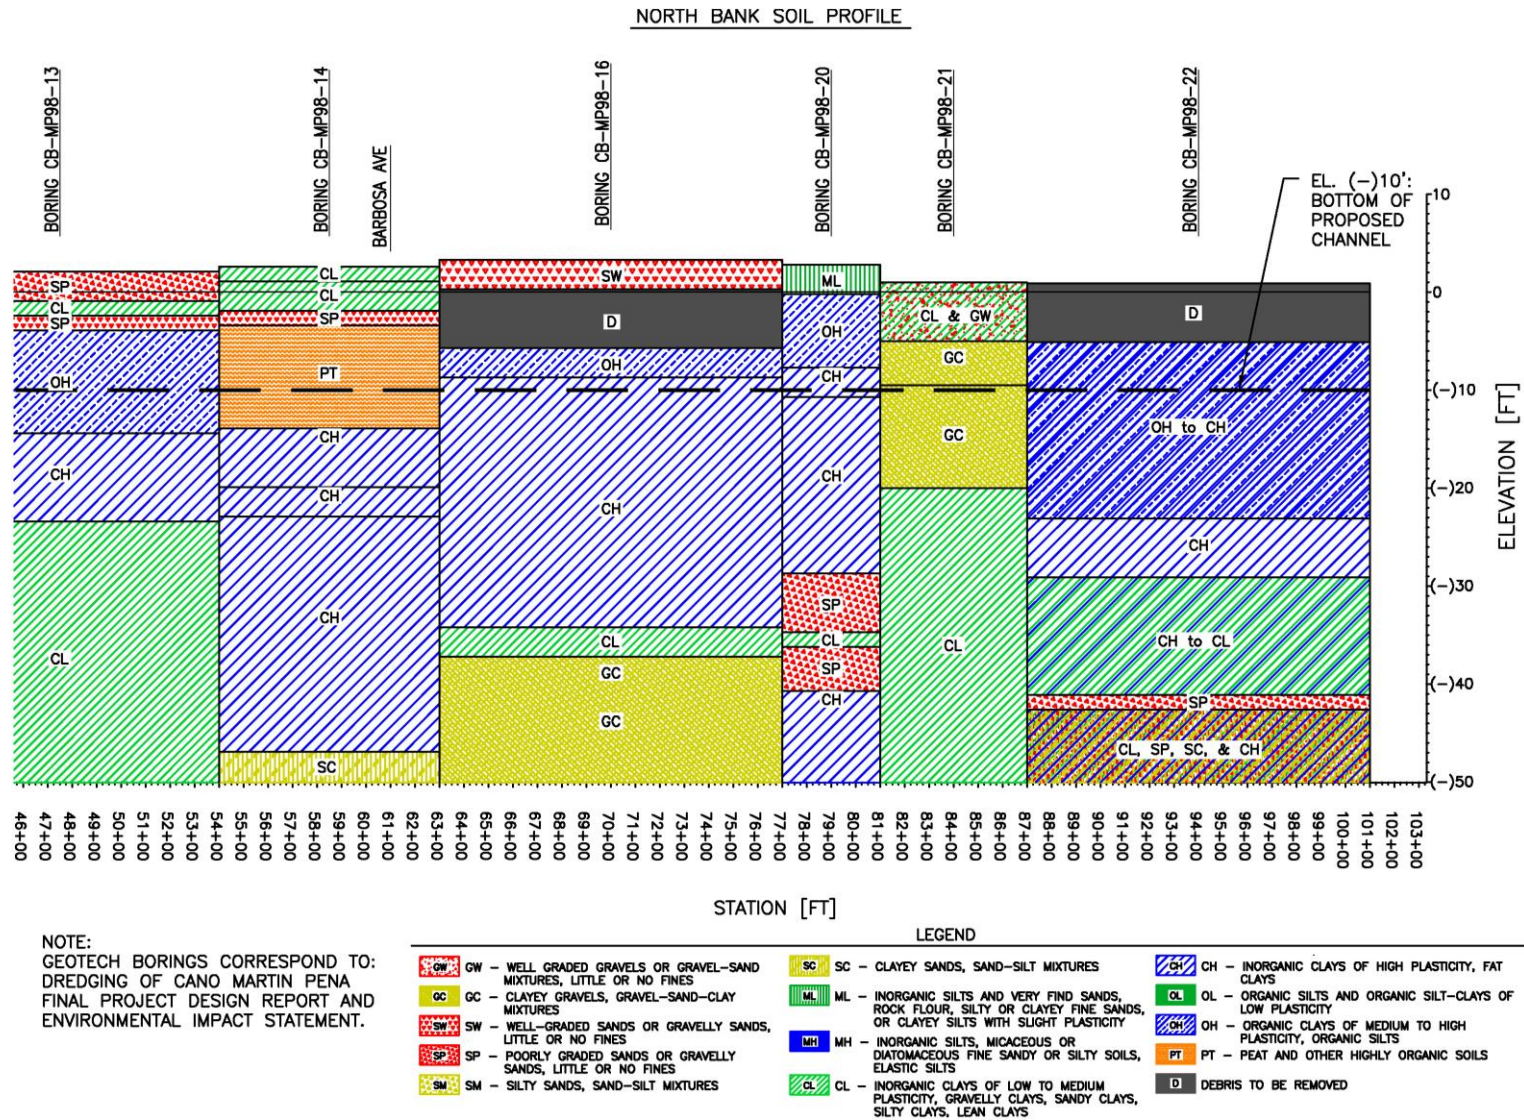 NORTH BANK SOIL PROFILE
BORING CB-MP98-13
BORING CB-MP98-14
BARBOSA AVE
BORING CB-MP98-16
BORING CB-MP98-20
BORING CB-MP98-21
BORING CB-MP98-22
EL. (-)10':
BOTTOM OF
PROPOSED
CHANNEL
10
0
(-)10
(-)20
(-)30
(-)40
(-)50
ELEVATION [FT]
SP
CL
SP
OH
CH
CL
CL
CL
SP
PT
CH
CH
CH
SC
SW
D
OH
CH
CL
GC
GC
ML
OH
CH
CH
SP
CL
SP
CH
CL & GW
GC
GC
CL
D
OH to CH
CH
CH to CL
SP
CL, SP, SC, & CH
46+00
47+00
48+00
49+00
50+00
51+00
52+00
53+00
54+00
55+00
56+00
57+00
58+00
59+00
60+00
61+00
62+00
63+00
64+00
65+00
66+00
67+00
68+00
69+00
70+00
71+00
72+00
73+00
74+00
75+00
76+00
77+00
78+00
79+00
80+00
81+00
82+00
83+00
84+00
85+00
86+00
87+00
88+00
89+00
90+00
91+00
92+00
93+00
94+00
95+00
96+00
97+00
98+00
99+00
100+00
101+00
102+00
103+00
STATION [FT]
NOTE:
GEOTECH BORINGS CORRESPOND TO:
DREDGING OF CANO MARTIN PENA
FINAL PROJECT DESIGN REPORT AND
ENVIRONMENTAL IMPACT STATEMENT.
LEGEND
GW GW - WELL GRADED GRAVELS OR GRAVEL-SAND
MIXTURES, LITTLE OR NO FINES
GC GC - CLAYEY GRAVELS, GRAVEL-SAND-CLAY
MIXTURES
SW SW - WELL-GRADED SANDS OR GRAVELLY SANDS,
LITTLE OR NO FINES
SP SP - POORLY GRADED SANDS OR GRAVELLY
SANDS, LITTLE OR NO FINES
SM SM - SILTY SANDS, SAND-SILT MIXTURES
SC SC - CLAYEY SANDS, SAND-SILT MIXTURES
ML ML - INORGANIC SILTS AND VERY FIND SANDS,
ROCK FLOUR, SILTY OR CLAYEY FINE SANDS,
OR CLAYEY SILTS WITH SLIGHT PLASTICITY
MH MH - INORGANIC SILTS, MICACEOUS OR
DIATOMACEOUS FINE SANDY OR SILTY SOILS,
ELASTIC SILTS
CL CL - INORGANIC CLAYS OF LOW TO MEDIUM
PLASTICITY, GRAVELLY CLAYS, SANDY CLAYS,
SILTY CLAYS, LEAN CLAYS
CH CH - INORGANIC CLAYS OF HIGH PLASTICITY, FAT
CLAYS
OL OL - ORGANIC SILTS AND ORGANIC SILT-CLAYS OF
LOW PLASTICITY
OH OH - ORGANIC CLAYS OF MEDIUM TO HIGH
PLASTICITY, ORGANIC SILTS
PT PT - PEAT AND OTHER HIGHLY ORGANIC SOILS
D DEBRIS TO BE REMOVED